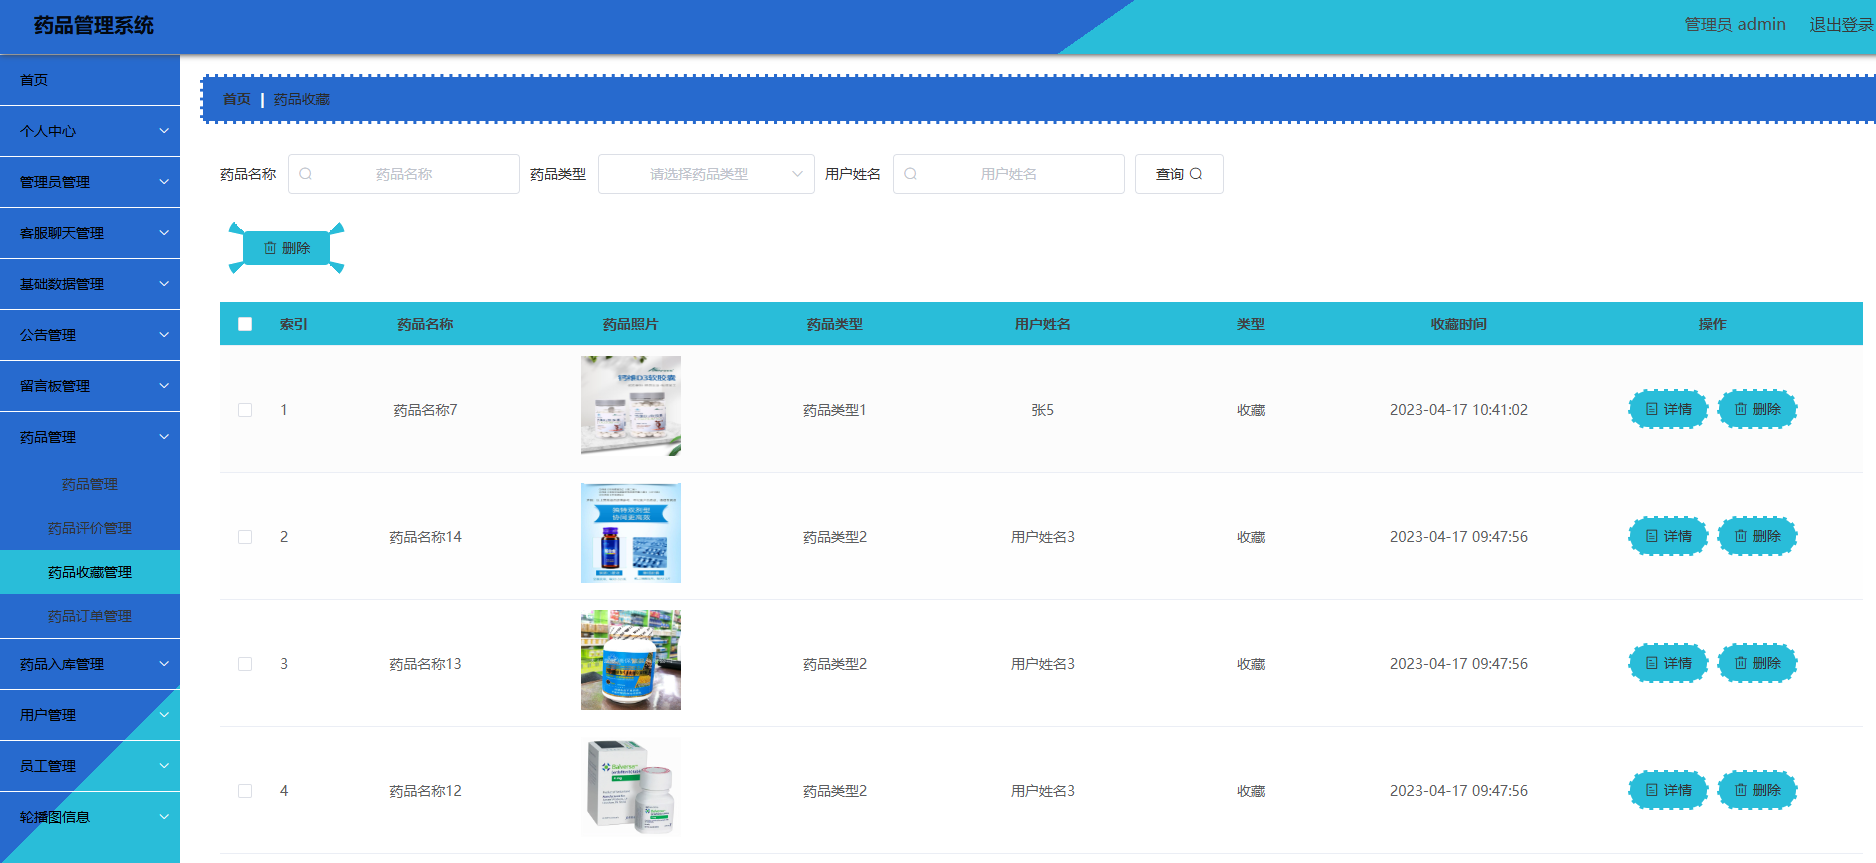 药品管理系统
管理员 admin
退出登录
首页
个人中心
管理员管理
客服聊天管理
基础数据管理
公告管理
留言板管理
药品管理
药品管理
药品评价管理
药品收藏管理
药品订单管理
药品入库管理
用户管理
员工管理
轮播图信息
首页 | 药品收藏
药品名称 药品名称 药品类型 请选择药品类型 用户姓名 用户姓名 查询
删除
索引 药品名称 药品照片 药品类型 用户姓名 类型 收藏时间 操作
钙维D3软胶囊
1 药品名称7 药品类型1 张5 收藏 2023-04-17 10:41:02 详情 删除
协同更高效
2 药品名称14 药品类型2 用户姓名3 收藏 2023-04-17 09:47:56 详情 删除
3 药品名称13 药品类型2 用户姓名3 收藏 2023-04-17 09:47:56 详情 删除
Balversa
4 药品名称12 药品类型2 用户姓名3 收藏 2023-04-17 09:47:56 详情 删除